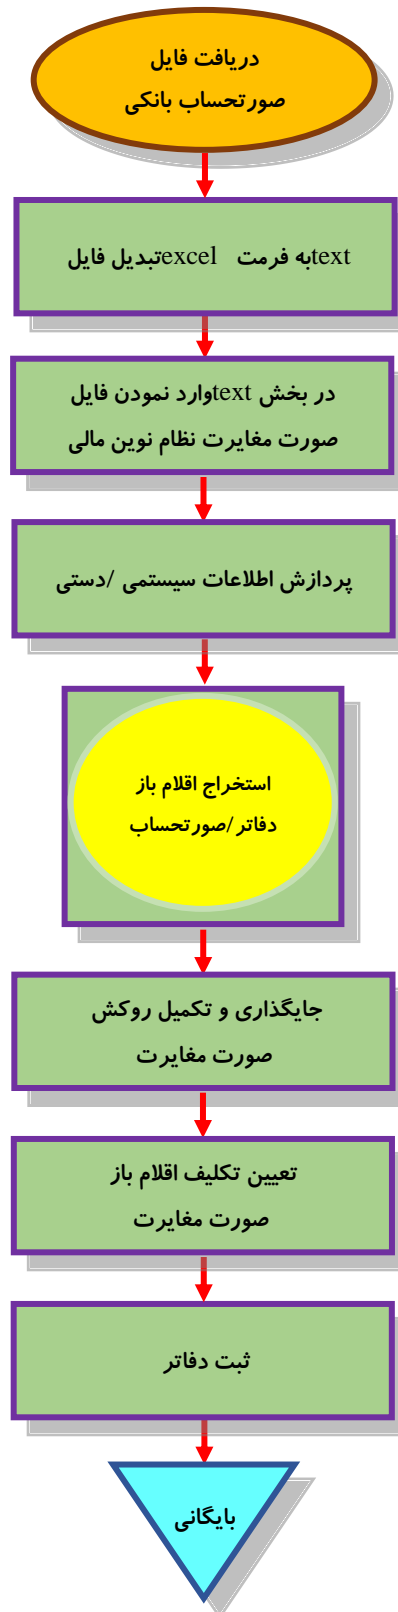 دریافت فایل
صورتحساب بانکی
تبدیل فایل excel به فرمت text
وارد نمودن فایل text در بخش
صورت مغایرت نظام نوین مالی
پردازش اطلاعات سیستمی /دستی
استخراج اقلام باز
دفاتر/صورتحساب
جایگذاری و تکمیل روکش
صورت مغایرت
تعیین تکلیف اقلام باز
صورت مغایرت
ثبت دفاتر
بایگانی